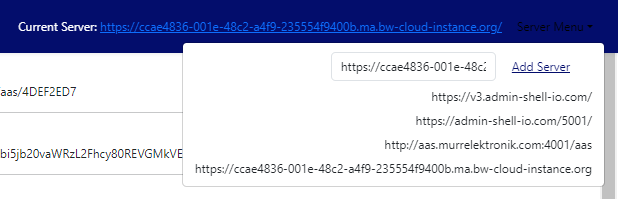 Current Server: https://ccae4836-001e-48c2-a4f9-235554f9400b.ma.bw-cloud-instance.org/ Server Menu
https://ccae4836-001e-48c2 Add Server
https://v3.admin-shell-io.com/
aas/4DEF2ED7
https://admin-shell-io.com/5001/
http://aas.murrelektronik.com:4001/aas
bi5jb20vaWRzL2Fhcy80REVGMkVE
https://ccae4836-001e-48c2-a4f9-235554f9400b.ma.bw-cloud-instance.org